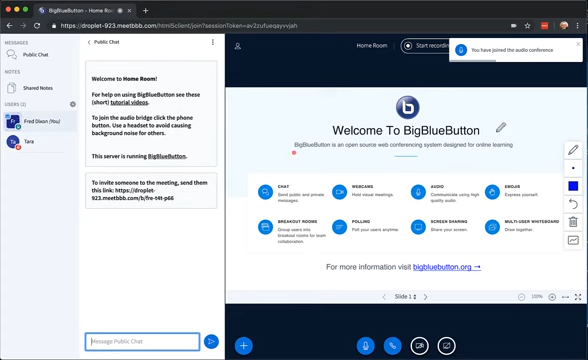 BigBlueButton - Home Room
https://droplet-923.meetbbb.com/html5client/join?sessionToken=av2zufueqayvvjah
MESSAGES
Public Chat
NOTES
Shared Notes
USERS (2)
Fr
Fred Dixon (You)
Ta
Tara
Public Chat
Welcome to Home Room!
For help on using BigBlueButton see these
(short) tutorial videos.
To join the audio bridge click the phone
button. Use a headset to avoid causing
background noise for others.
This server is running BigBlueButton.
To invite someone to the meeting, send them
this link: https://droplet-
923.meetbbb.com/b/fre-t4t-p66
Message Public Chat
Home Room
Start recording
You have joined the audio conference
b
Welcome To BigBlueButton
BigBlueButton is an open source web conferencing system designed for online learning
CHAT
Send public and private
messages.
WEBCAMS
Hold visual meetings.
AUDIO
Communicate using high
quality audio.
EMOJIS
Express yourself.
BREAKOUT ROOMS
Group users into
breakout rooms for team
collaboration.
POLLING
Poll your users anytime.
SCREEN SHARING
Share your screen.
MULTI-USER WHITEBOARD
Draw together.
For more information visit bigbluebutton.org →
Slide 1
100%